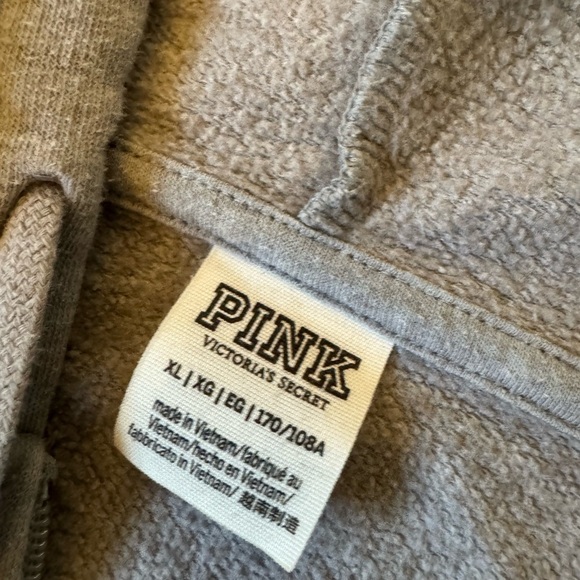 PINK
VICTORIA'S SECRET
XL | XG | EG | 170/108A
made in Vietnam/fabriqué au
Vietnam/hecho en Vietnam/
fabbricato in Vietnam/
越南制造